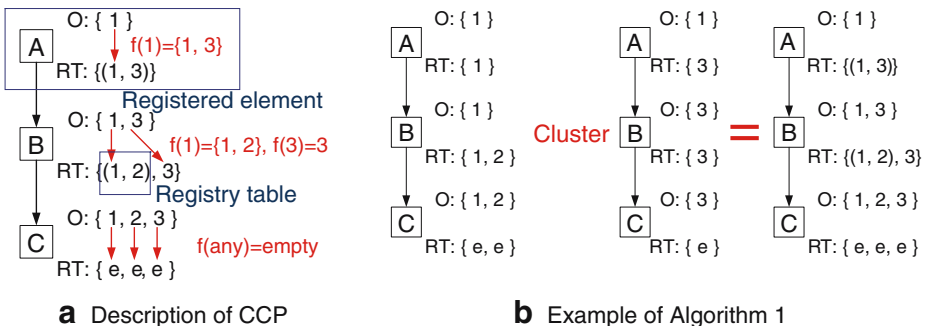 O: { 1 }
A
f(1)={1, 3}
RT: {(1, 3)}
Registered element
O: { 1, 3 }
B
f(1)={1, 2}, f(3)=3
RT: {(1, 2), 3}
Registry table
O: { 1, 2, 3 }
C
f(any)=empty
RT: { e, e, e }
a Description of CCP
O: { 1 }
A
RT: { 1 }
O: { 1 }
B
RT: { 1, 2 }
O: { 1, 2 }
C
RT: { e, e }
Cluster
O: { 3 }
A
RT: { 3 }
O: { 3 }
B
RT: { 3 }
O: { 3 }
C
RT: { e }
=
O: { 1 }
A
RT: {(1, 3)}
O: { 1, 3 }
B
RT: {(1, 2), 3}
O: { 1, 2, 3 }
C
RT: { e, e, e }
b Example of Algorithm 1